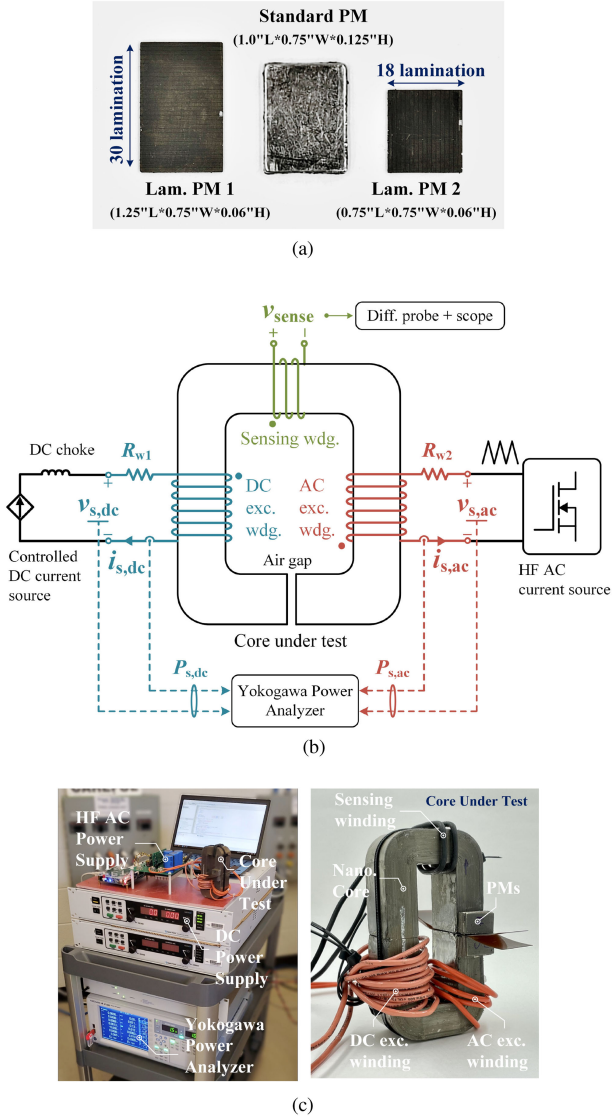 Standard PM
(1.0"L*0.75"W*0.125"H)
30 lamination
18 lamination
Lam. PM 1
(1.25"L*0.75"W*0.06"H)
Lam. PM 2
(0.75"L*0.75"W*0.06"H)
(a)
vsense
+ −
Diff. probe + scope
Sensing wdg.
DC choke
Rw1
Rw2
+
+
vs,dc
DC
exc.
wdg.
AC
exc.
wdg.
vs,ac
−
−
Controlled
DC current
source
is,dc
Air gap
is,ac
HF AC
current source
Core under test
Ps,dc
Ps,ac
Yokogawa Power
Analyzer
(b)
HF AC
Power
Supply
Core
Under
Test
DC
Power
Supply
Yokogawa
Power
Analyzer
Sensing
winding
Core Under Test
Nano.
Core
PMs
DC exc.
winding
AC exc.
winding
(c)